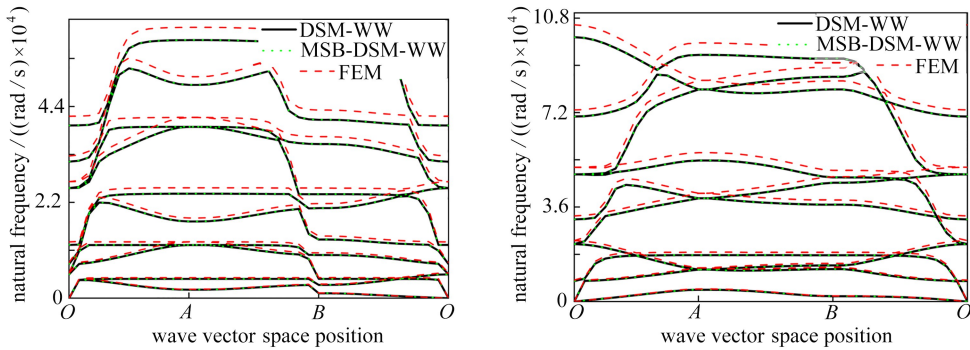 natural frequency / ((rad / s) ×10⁴)
4.4
2.2
0
DSM-WW
MSB-DSM-WW
FEM
O
A
B
O
wave vector space position
natural frequency / ((rad / s) ×10⁴)
10.8
7.2
3.6
0
DSM-WW
MSB-DSM-WW
FEM
O
A
B
O
wave vector space position